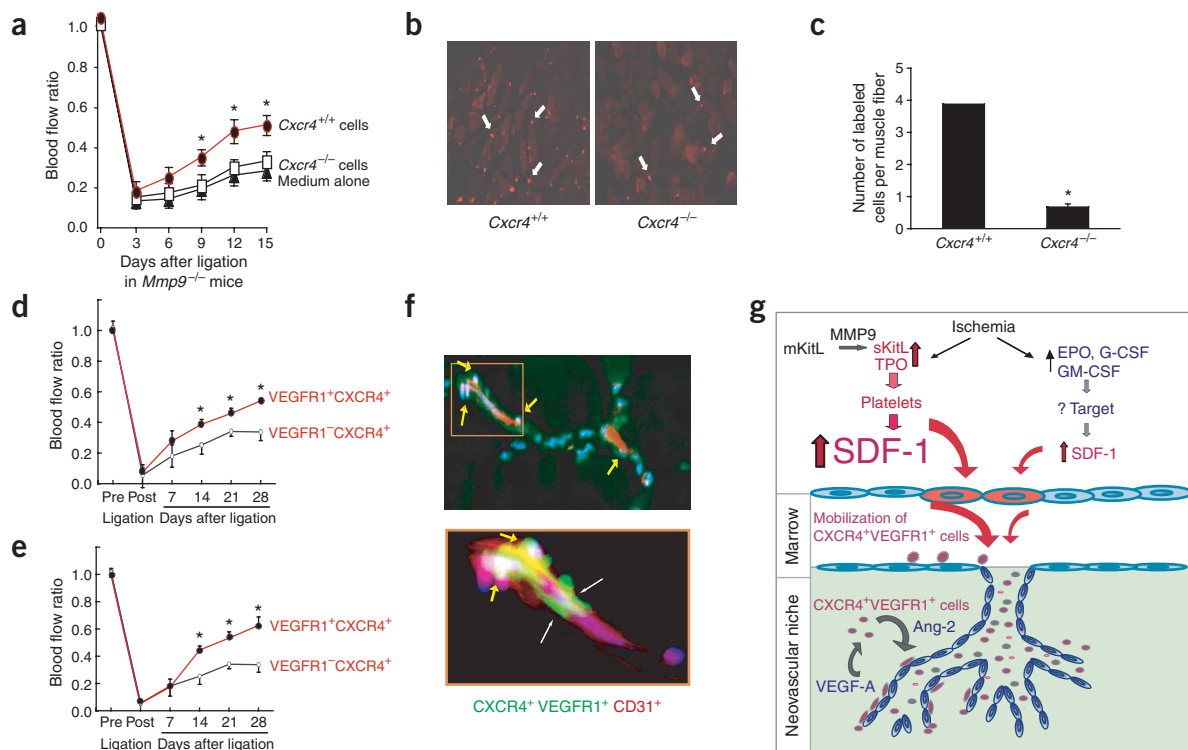 a
Blood flow ratio
1.0
0.8
0.6
0.4
0.2
0.0
* * *
Cxcr4+/+ cells
Cxcr4−/− cells
Medium alone
0 3 6 9 12 15
Days after ligation
in Mmp9−/− mice
b
Cxcr4+/+ Cxcr4−/−
c
Number of labeled
cells per muscle fiber
5
4
3
2
1
0
*
Cxcr4+/+ Cxcr4−/−
d
Blood flow ratio
1.0
0.8
0.6
0.4
0.2
0.0
* * *
VEGFR1+CXCR4+
VEGFR1−CXCR4+
Pre Post 7 14 21 28
Ligation Days after ligation
e
Blood flow ratio
1.0
0.8
0.6
0.4
0.2
0.0
* * *
VEGFR1+CXCR4+
VEGFR1−CXCR4+
Pre Post 7 14 21 28
Ligation Days after ligation
f
CXCR4+ VEGFR1+ CD31+
g
Ischemia
MMP9
mKitL sKitL
TPO
EPO, G-CSF
GM-CSF
Platelets
? Target
SDF-1
SDF-1
Marrow
Mobilization of
CXCR4+VEGFR1+ cells
Neovascular niche
CXCR4+VEGFR1+ cells
Ang-2
VEGF-A